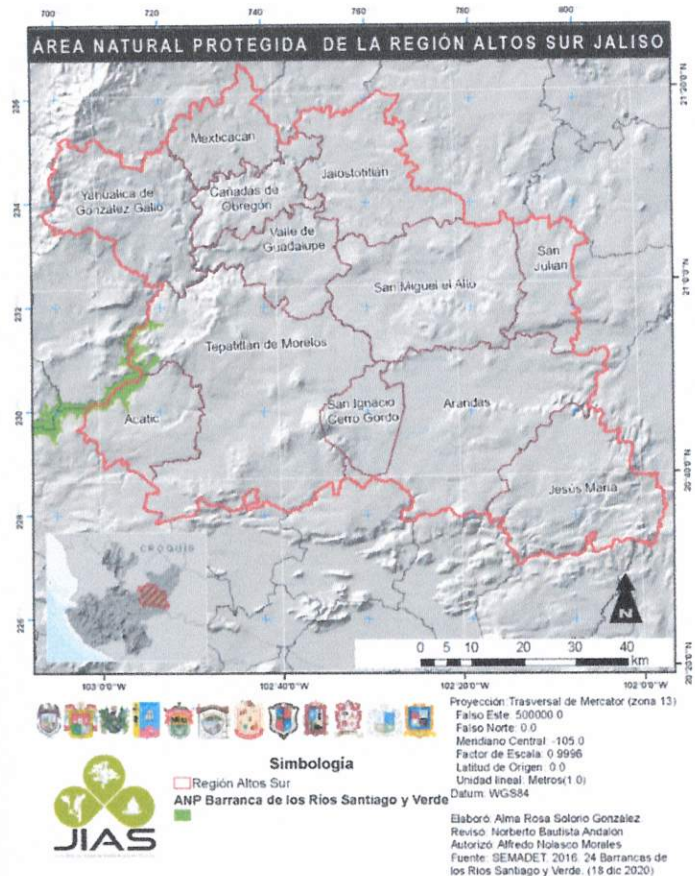 700 720 740 760 780 800
ÁREA NATURAL PROTEGIDA DE LA REGIÓN ALTOS SUR JALISO
236
234
232
230
228
226
21°20'0"N
21°0'0"N
20°40'0"N
20°20'0"N
Mexticacán
Jalostotitlán
Yahualica de
González Gallo
Cañadas de
Obregón
Valle de
Guadalupe
San
Julián
San Miguel el Alto
Tepatitlán de Morelos
Acatic
San Ignacio
Cerro Gordo
Arandas
Jesús María
CROQUIS
N
0 5 10 20 30 40
km
103°0'0"W 102°40'0"W 102°20'0"W 102°0'0"W
Simbología
Región Altos Sur
ANP Barranca de los Ríos Santiago y Verde
JIAS
Proyección: Trasversal de Mercator (zona 13)
Falso Este: 500000.0
Falso Norte: 0.0
Meridiano Central: -105.0
Factor de Escala: 0.9996
Latitud de Origen: 0.0
Unidad lineal: Metros(1.0)
Datum: WGS84
Elaboró: Alma Rosa Solorio González
Revisó: Norberto Bautista Andalón
Autorizó: Alfredo Nolasco Morales
Fuente: SEMADET, 2016. 24 Barrancas de
los Ríos Santiago y Verde. (18 dic 2020)